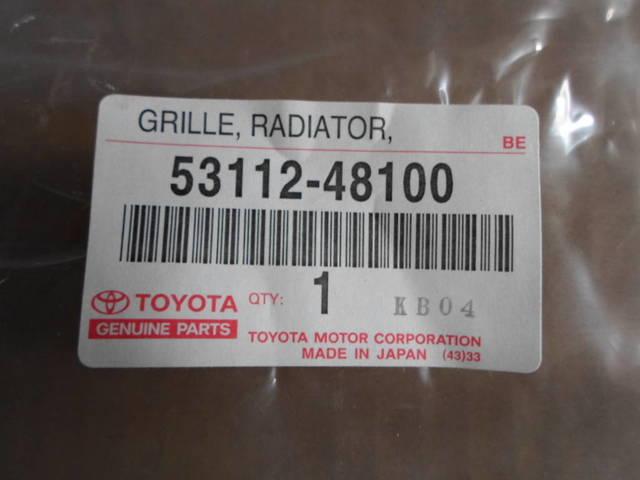 GRILLE, RADIATOR,
BE
53112-48100
TOYOTA
GENUINE PARTS
QTY: 1
KB04
TOYOTA MOTOR CORPORATION
MADE IN JAPAN (43)33